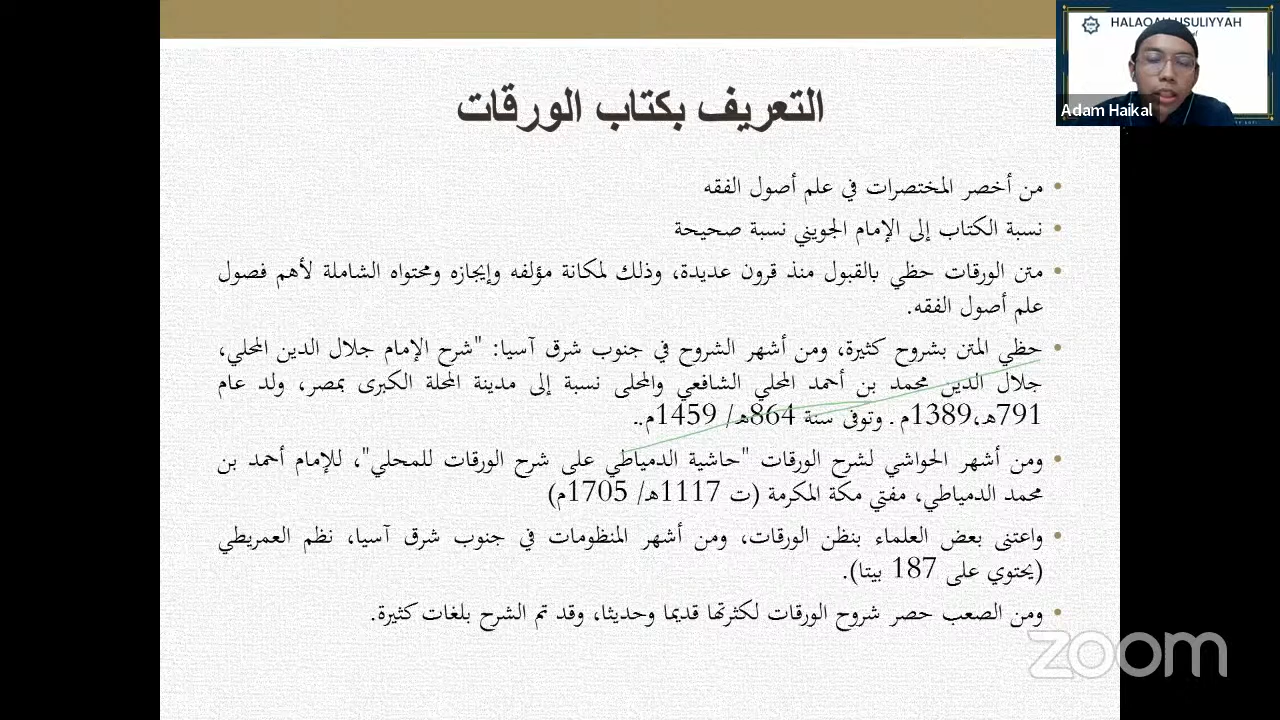 HALAQAH USULIYYAH
Adam Haikal
التعريف بكتاب الورقات
• من أخصر المختصرات في علم أصول الفقه
• نسبة الكتاب إلى الإمام الجويني نسبة صحيحة
• متن الورقات حظي بالقبول منذ قرون عديدة، وذلك لمكانة مؤلفه وإيجازه ومحتواه الشاملة لأهم فصول
علم أصول الفقه.
• حظي المتن بشروح كثيرة، ومن أشهر الشروح في جنوب شرق آسيا: "شرح الإمام جلال الدين المحلي،
جلال الدين محمد بن أحمد المحلي الشافعي والمحلى نسبة إلى مدينة المحلة الكبرى بمصر، ولد عام
791هـ،1389م. وتوفى سنة 864هـ/ 1459م..
• ومن أشهر الحواشي لشرح الورقات "حاشية الدمياطي على شرح الورقات للمحلي"، للإمام أحمد بن
محمد الدمياطي، مفتي مكة المكرمة (ت 1117هـ/ 1705م)
• واعتنى بعض العلماء بنظن الورقات، ومن أشهر المنظومات في جنوب شرق آسيا، نظم العمريطي
(يحتوي على 187 بيتا).
• ومن الصعب حصر شروح الورقات لكثرتها قديما وحديثا، وقد تم الشرح بلغات كثيرة.
zoom